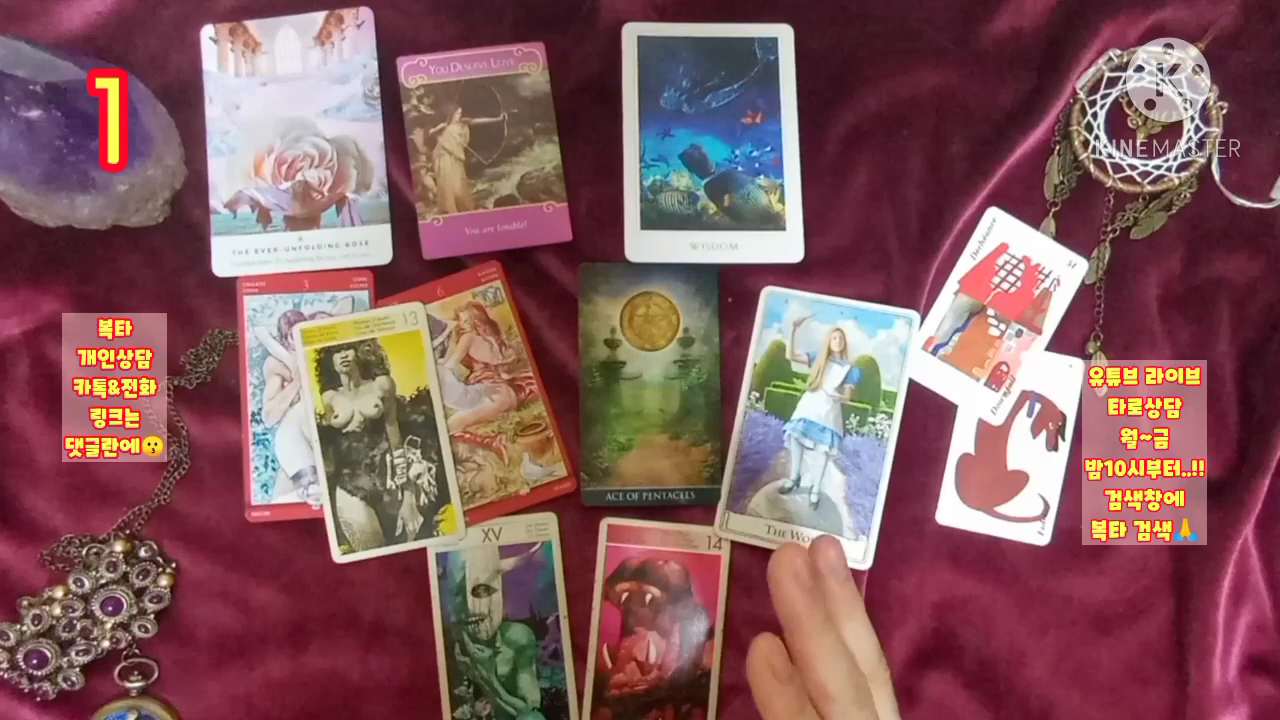 1
THE EVER-UNFOLDING ROSE
YOU DESERVE LOVE
You are lovable!
WISDOM
K
KINEMASTER
51
3
6
13
ACE OF PENTACLES
XV
14
복타
개인상담
카톡&전화
링크는
댓글란에😗
유튜브 라이브
타로상담
월~금
밤10시부터..!!
검색창에
복타 검색🙏